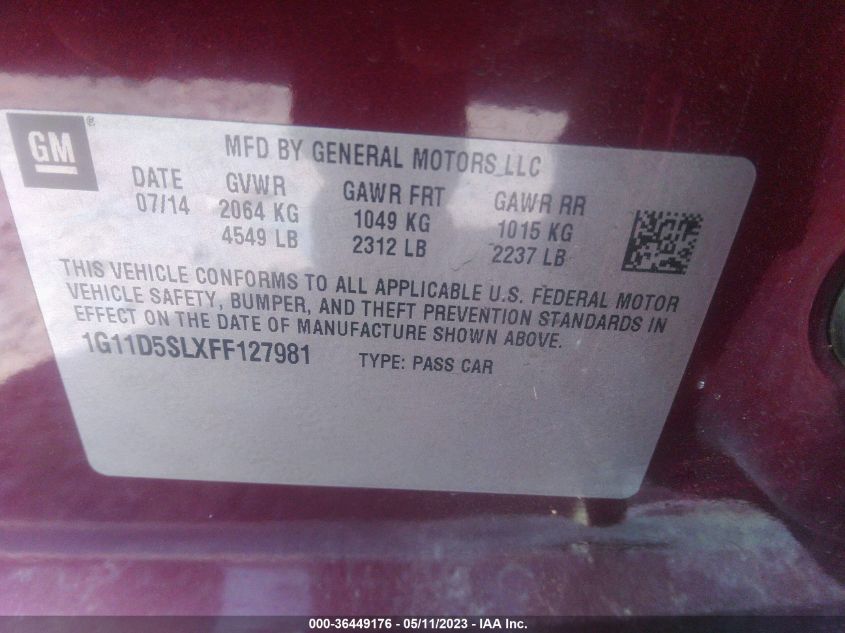 GM ®
MFD BY GENERAL MOTORS LLC
DATE GVWR GAWR FRT GAWR RR
07/14 2064 KG 1049 KG 1015 KG
4549 LB 2312 LB 2237 LB
THIS VEHICLE CONFORMS TO ALL APPLICABLE U.S. FEDERAL MOTOR
VEHICLE SAFETY, BUMPER, AND THEFT PREVENTION STANDARDS IN
EFFECT ON THE DATE OF MANUFACTURE SHOWN ABOVE.
1G11D5SLXFF127981 TYPE: PASS CAR
000-36449176 - 05/11/2023 - IAA Inc.